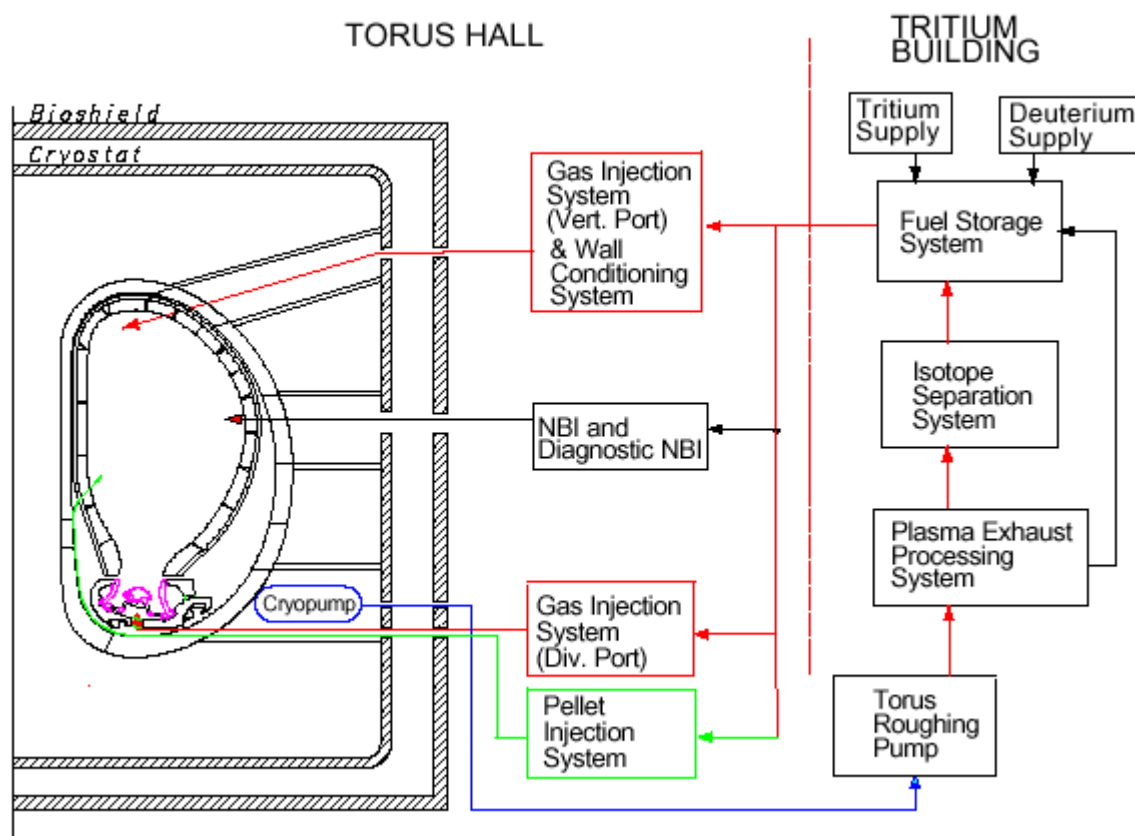 TORUS HALL
TRITIUM
BUILDING
Bioshield
Cryostat
Tritium
Supply
Deuterium
Supply
Gas Injection
System
(Vert. Port)
& Wall
Conditioning
System
Fuel Storage
System
Isotope
Separation
System
NBI and
Diagnostic NBI
Plasma Exhaust
Processing
System
Cryopump
Gas Injection
System
(Div. Port)
Pellet
Injection
System
Torus
Roughing
Pump